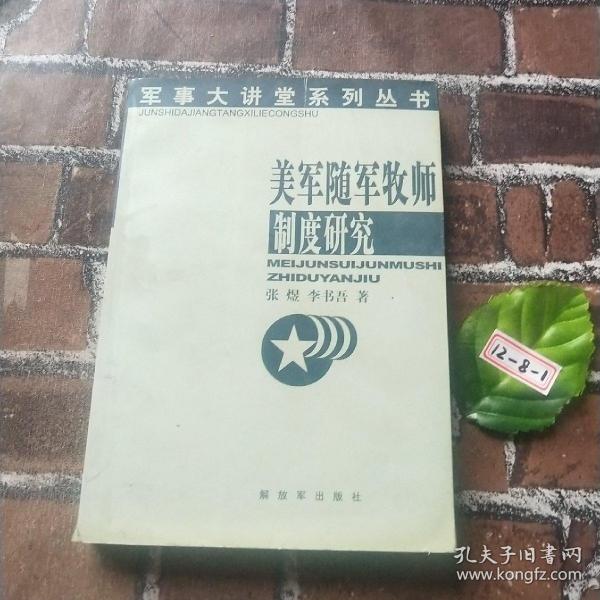 军事大讲堂系列丛书
JUNSHIDAJIANGTANGXILIECONGSHU
美军随军牧师
制度研究
MEIJUNSUIJUNMUSHI
ZHIDUYANJIU
张煜 李书吾 著
12-8-1
解放军出版社
孔夫子旧书网
www.kongfz.com